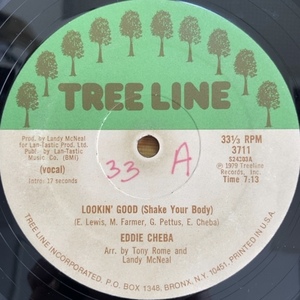 TREE LINE
Prod. by Landy McNeal
for Lan-Tastic Prod. Ltd.
Publ. by Lan-Tastic
Music Co. (BMI)
(vocal)
Intro: 17 seconds
33 A
33⅓ RPM
3711
S24303A
Ⓟ 1979 Treeline
Records, Inc.
Time 7:13
LOOKIN' GOOD (Shake Your Body)
(E. Lewis, M. Farmer, G. Pettus, E. Cheba)
EDDIE CHEBA
Arr. by Tony Rome and
Landy McNeal
TREE LINE INCORPORATED, P.O. BOX 1348, BRONX, N.Y. 10451. PRINTED IN U.S.A.